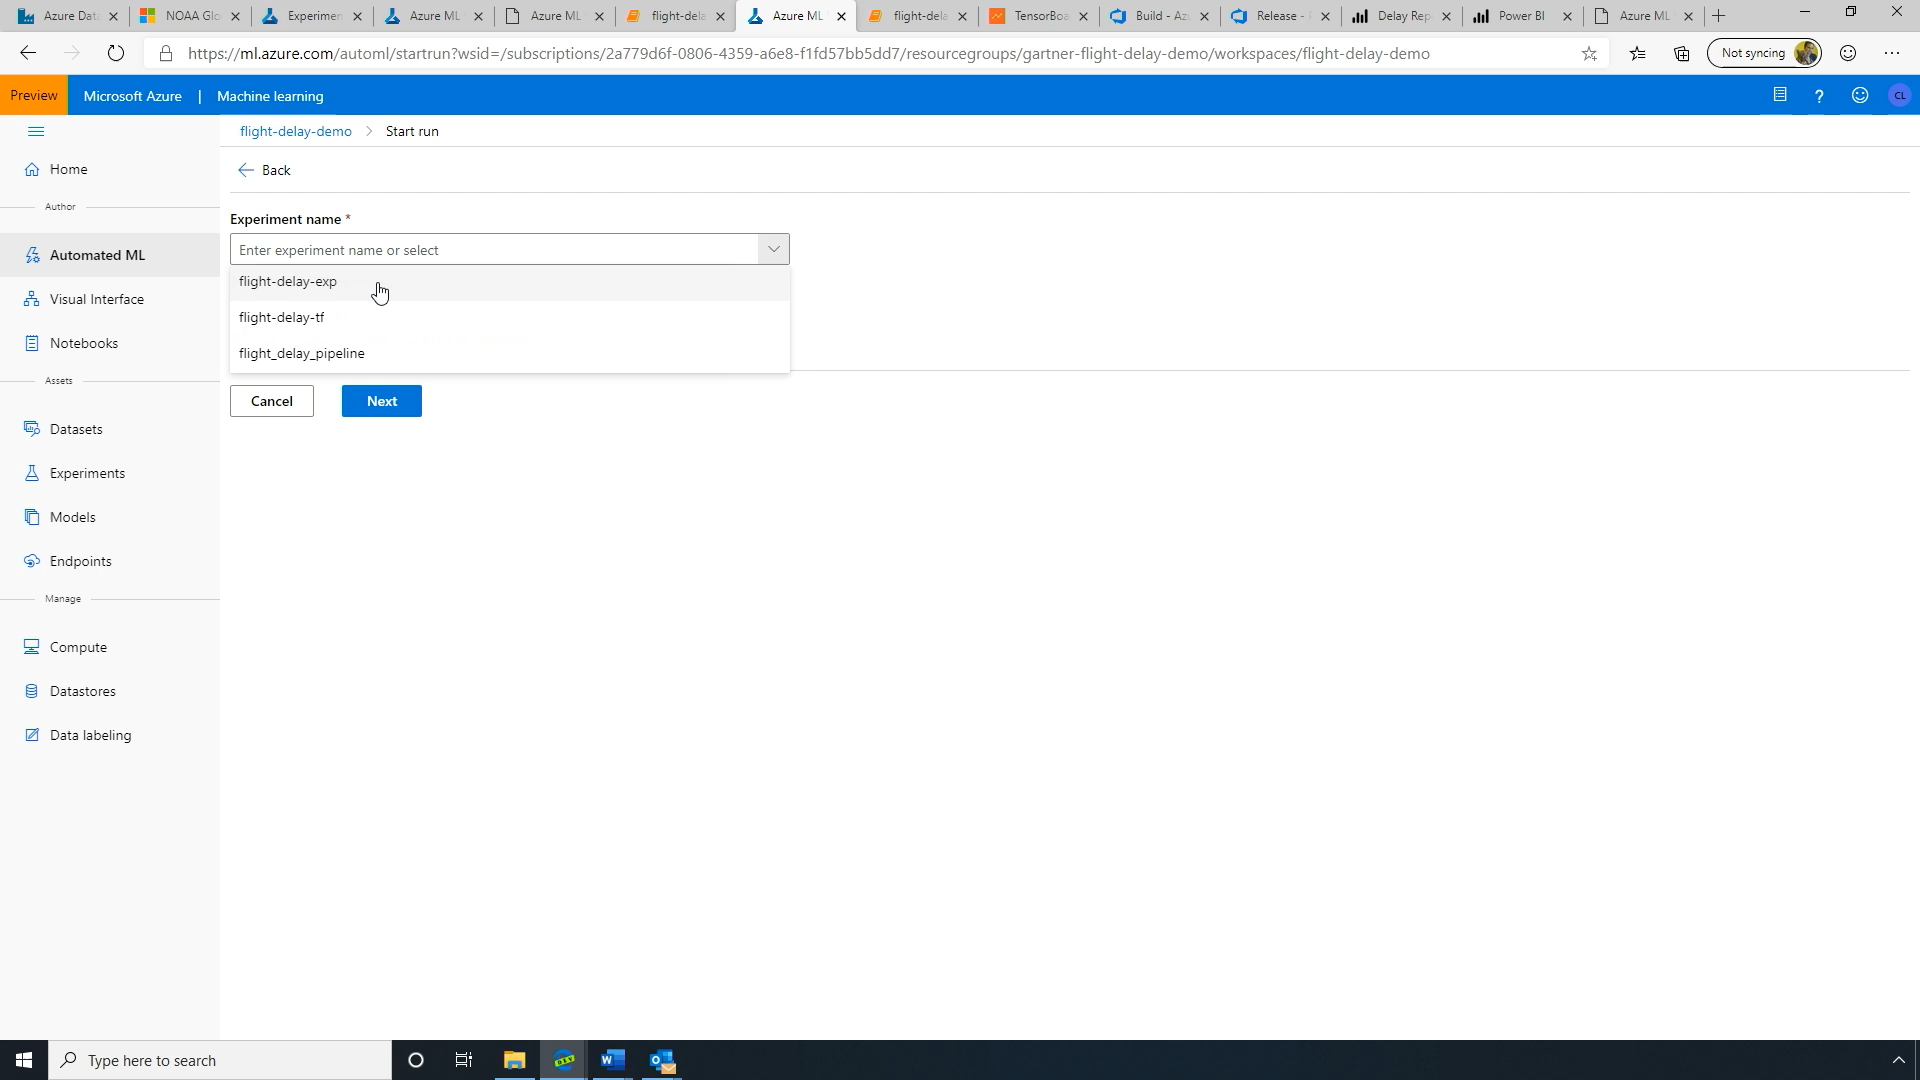 Azure Dat
NOAA Glo
Experimen
Azure ML
Azure ML
flight-dela
Azure ML
flight-dela
TensorBoa
Build - Az
Release -
Delay Rep
Power BI
Azure ML
https://ml.azure.com/automl/startrun?wsid=/subscriptions/2a779d6f-0806-4359-a6e8-f1fd57bb5dd7/resourcegroups/gartner-flight-delay-demo/workspaces/flight-delay-demo
Not syncing
Preview
Microsoft Azure | Machine learning
CL
flight-delay-demo > Start run
Home
Back
Author
Experiment name *
Automated ML
Enter experiment name or select
flight-delay-exp
Visual Interface
flight-delay-tf
Notebooks
flight_delay_pipeline
Assets
Cancel
Next
Datasets
Experiments
Models
Endpoints
Manage
Compute
Datastores
Data labeling
Type here to search